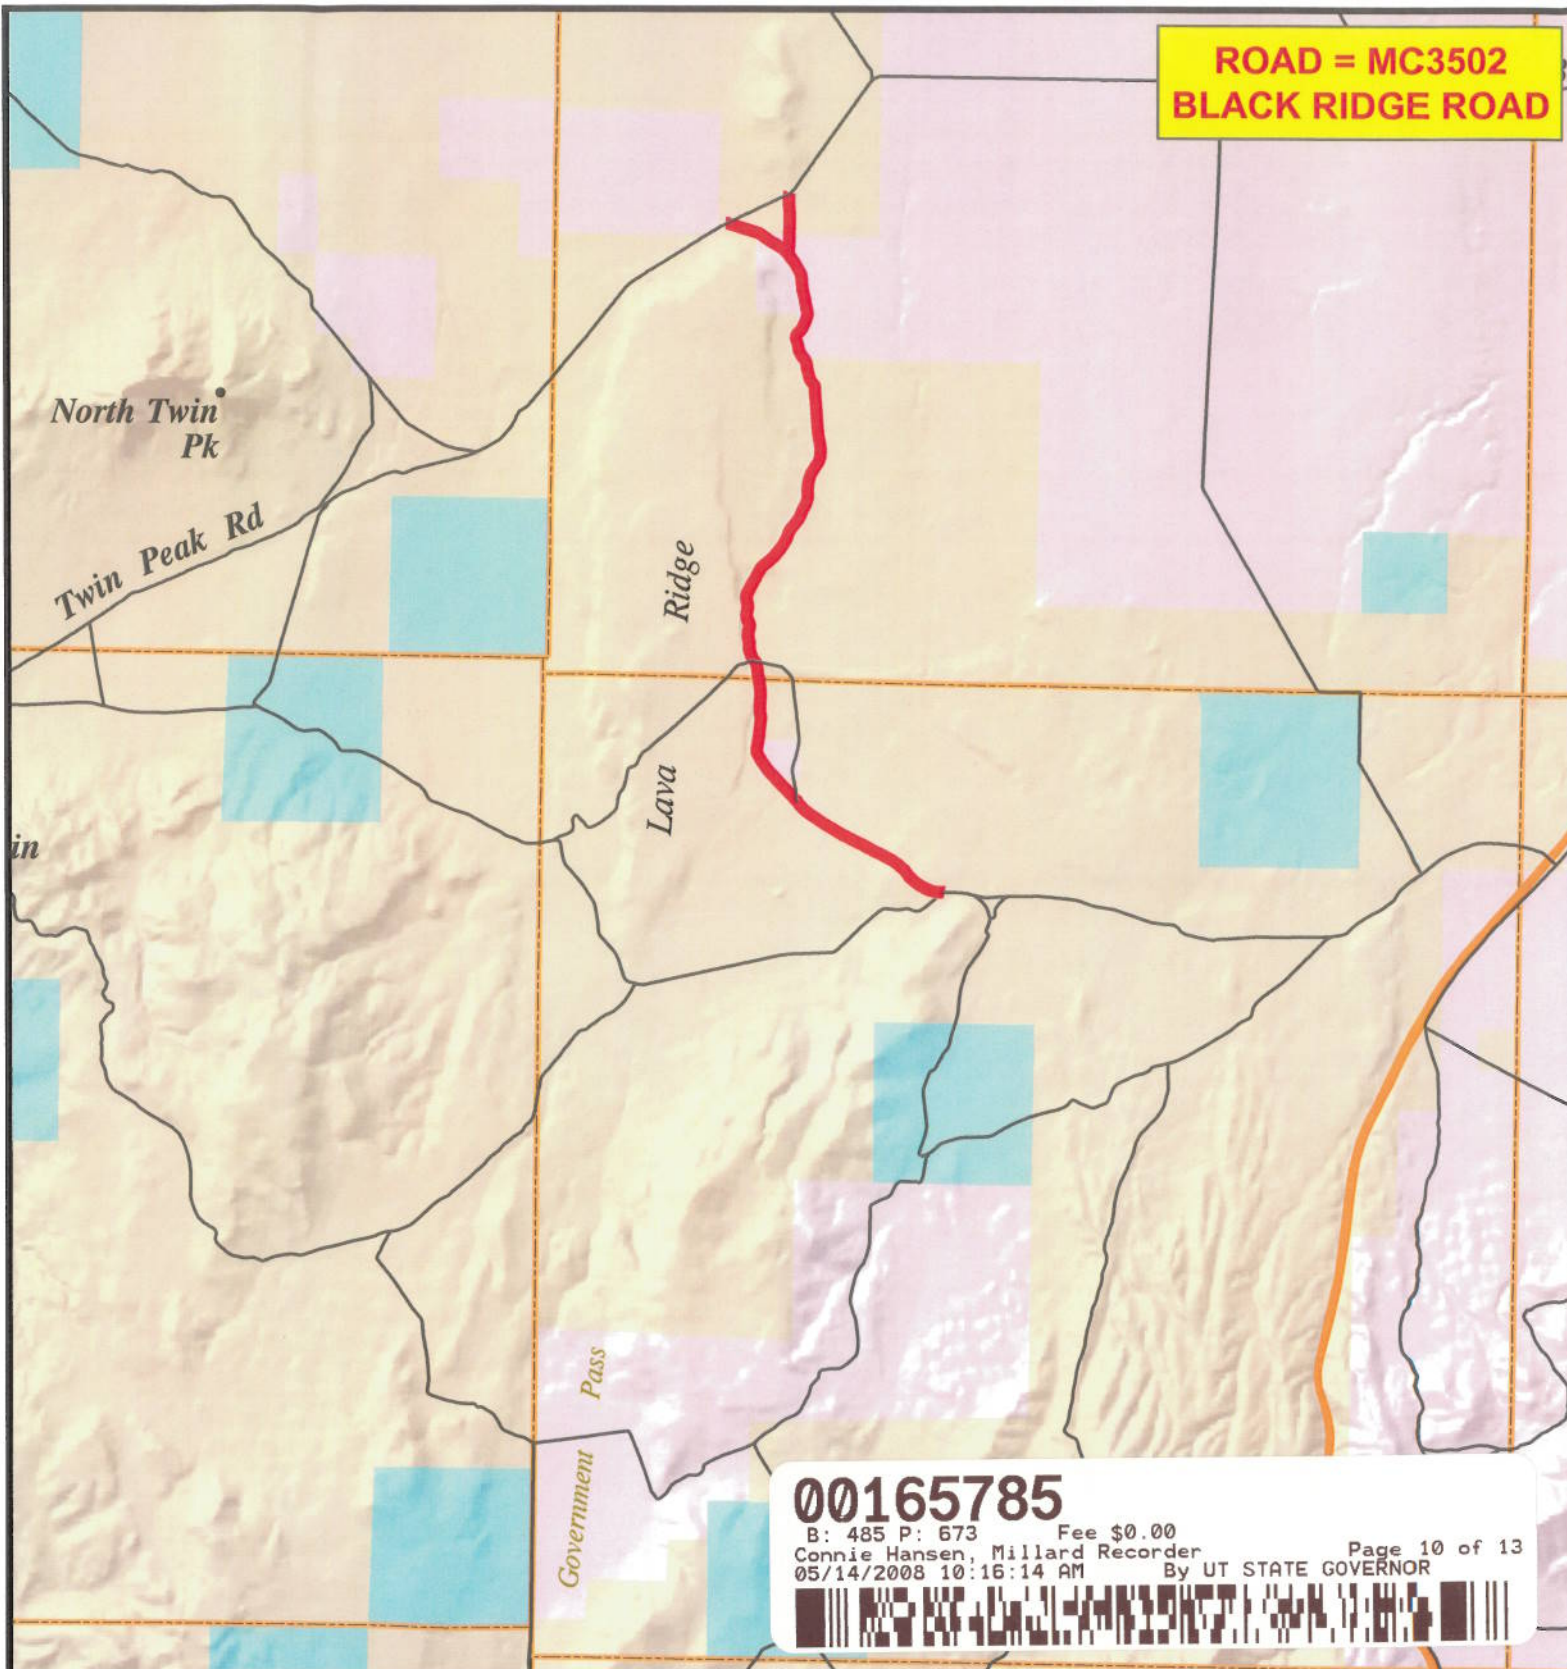 ROAD = MC3502
BLACK RIDGE ROAD
North Twin
Pk
Twin Peak Rd
Ridge
Lava
in
Pass
Government
00165785
B: 485 P: 673 Fee $0.00
Connie Hansen, Millard Recorder Page 10 of 13
05/14/2008 10:16:14 AM By UT STATE GOVERNOR